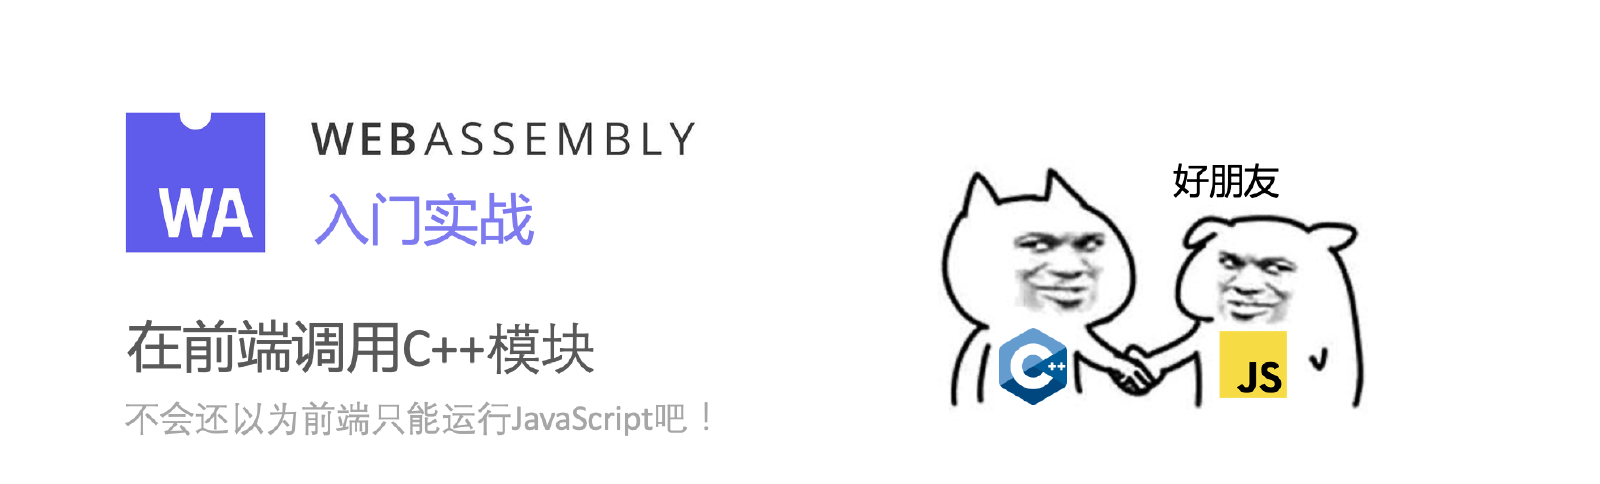 WA
WEBASSEMBLY
入门实战
在前端调用C++模块
不会还以为前端只能运行JavaScript吧！
好朋友
C++
JS